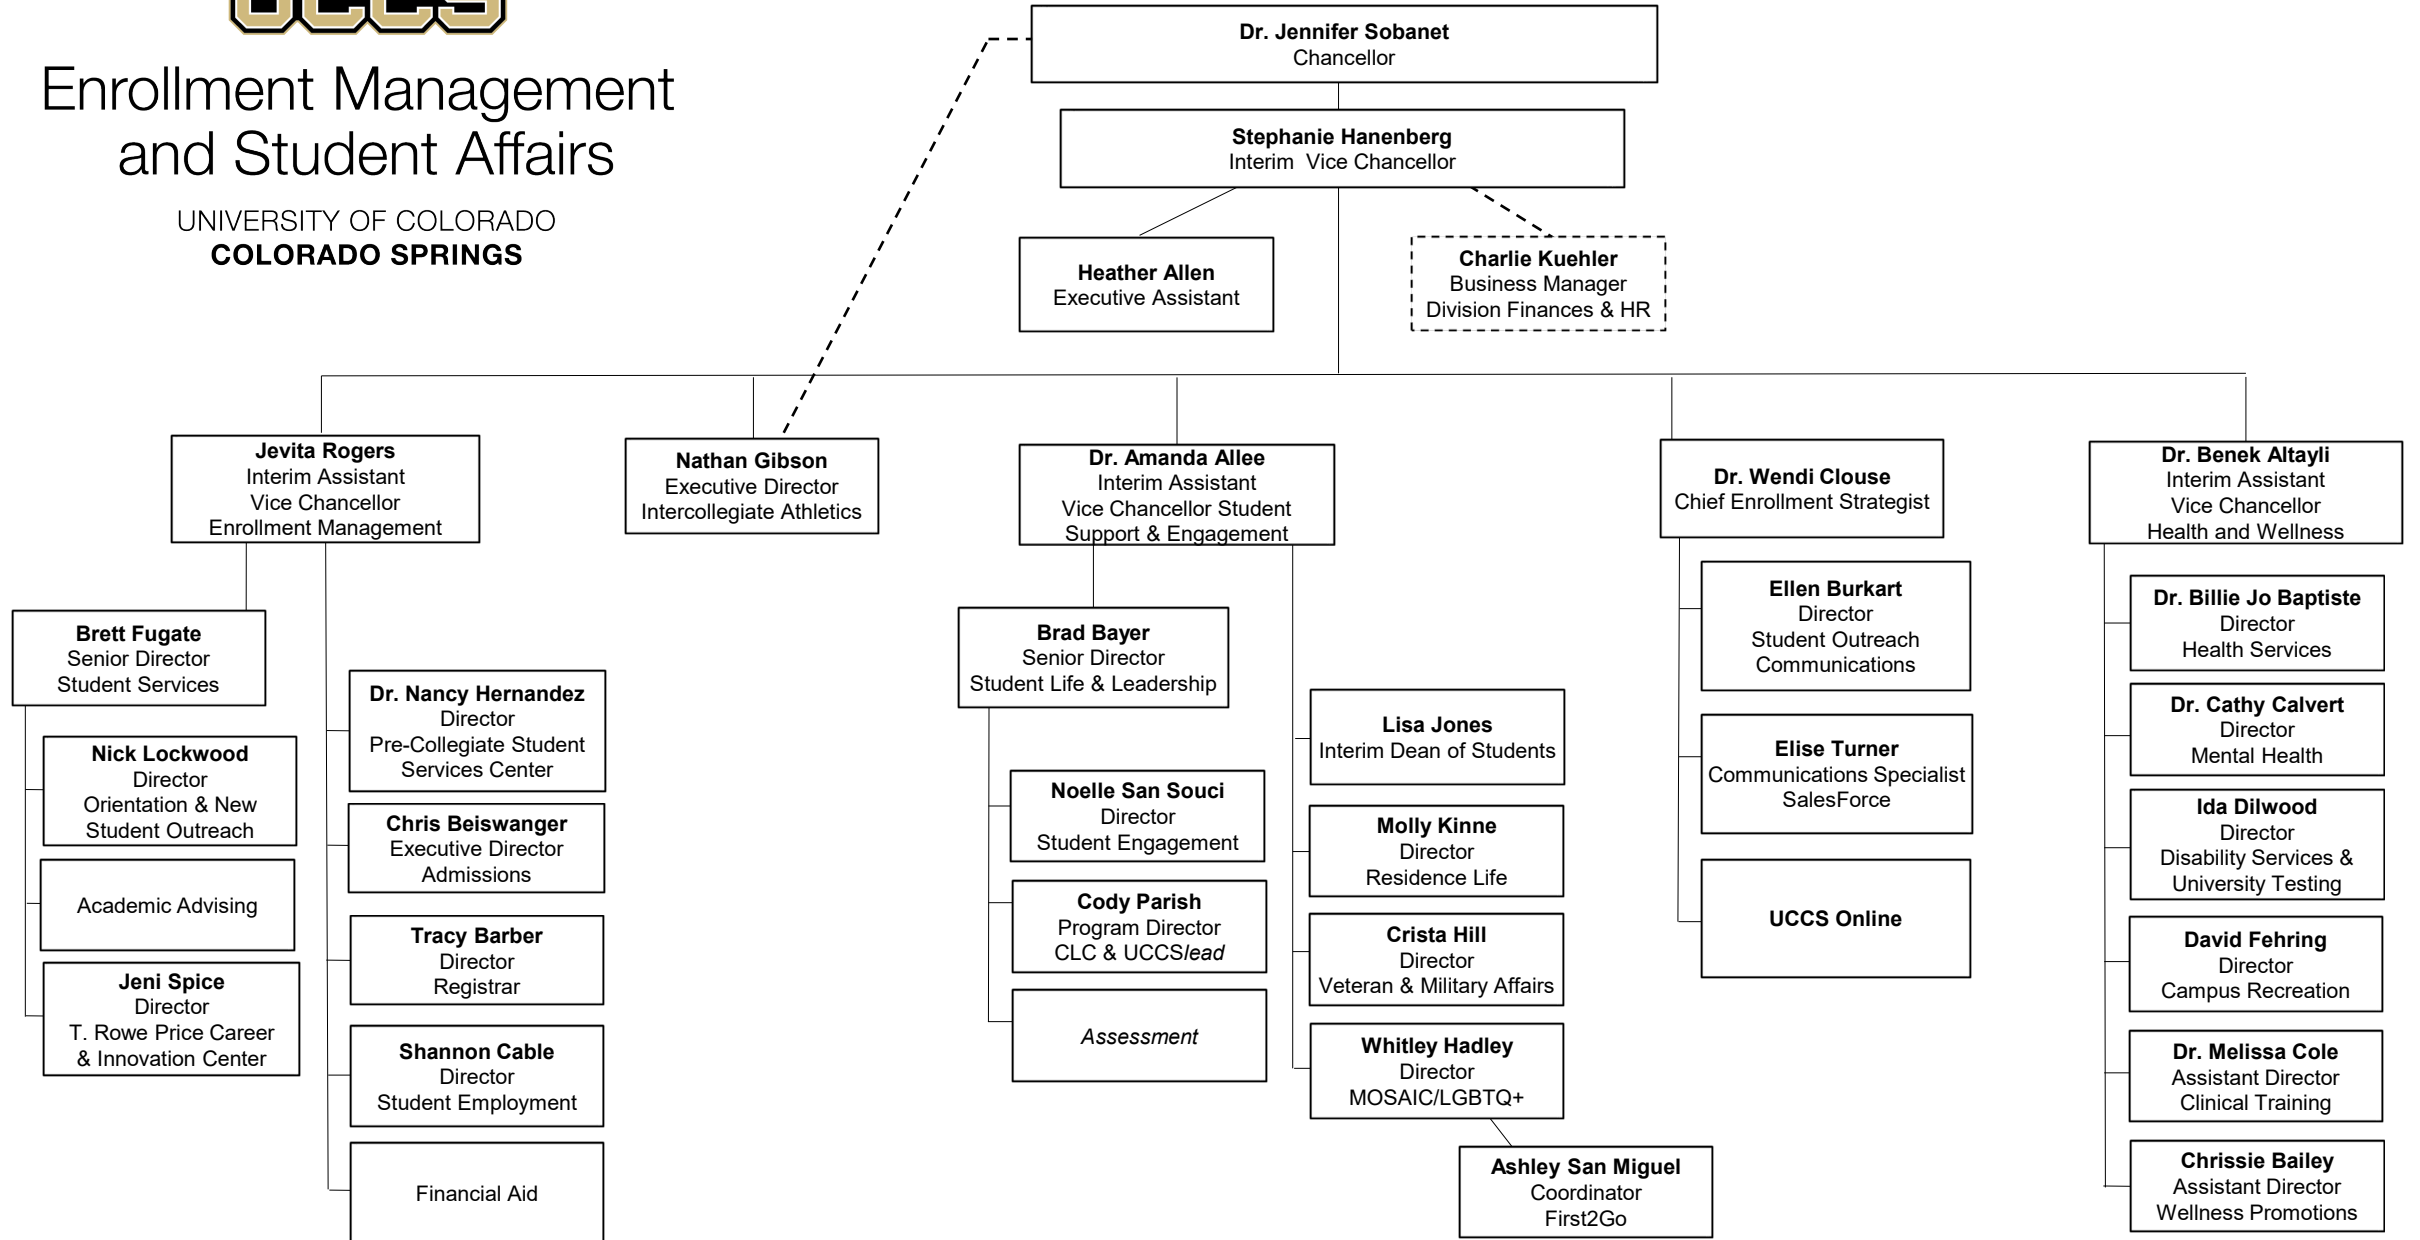 UCCS
Enrollment Management
and Student Affairs
UNIVERSITY OF COLORADO
COLORADO SPRINGS
Dr. Jennifer Sobanet
Chancellor
Stephanie Hanenberg
Interim Vice Chancellor
Heather Allen
Executive Assistant
Charlie Kuehler
Business Manager
Division Finances & HR
Jevita Rogers
Interim Assistant
Vice Chancellor
Enrollment Management
Nathan Gibson
Executive Director
Intercollegiate Athletics
Dr. Amanda Allee
Interim Assistant
Vice Chancellor Student
Support & Engagement
Dr. Wendi Clouse
Chief Enrollment Strategist
Dr. Benek Altayli
Interim Assistant
Vice Chancellor
Health and Wellness
Brett Fugate
Senior Director
Student Services
Nick Lockwood
Director
Orientation & New
Student Outreach
Academic Advising
Jeni Spice
Director
T. Rowe Price Career
& Innovation Center
Dr. Nancy Hernandez
Director
Pre-Collegiate Student
Services Center
Chris Beiswanger
Executive Director
Admissions
Tracy Barber
Director
Registrar
Shannon Cable
Director
Student Employment
Financial Aid
Brad Bayer
Senior Director
Student Life & Leadership
Noelle San Souci
Director
Student Engagement
Cody Parish
Program Director
CLC & UCCSlead
Assessment
Lisa Jones
Interim Dean of Students
Molly Kinne
Director
Residence Life
Crista Hill
Director
Veteran & Military Affairs
Whitley Hadley
Director
MOSAIC/LGBTQ+
Ashley San Miguel
Coordinator
First2Go
Ellen Burkart
Director
Student Outreach
Communications
Elise Turner
Communications Specialist
SalesForce
UCCS Online
Dr. Billie Jo Baptiste
Director
Health Services
Dr. Cathy Calvert
Director
Mental Health
Ida Dilwood
Director
Disability Services &
University Testing
David Fehring
Director
Campus Recreation
Dr. Melissa Cole
Assistant Director
Clinical Training
Chrissie Bailey
Assistant Director
Wellness Promotions